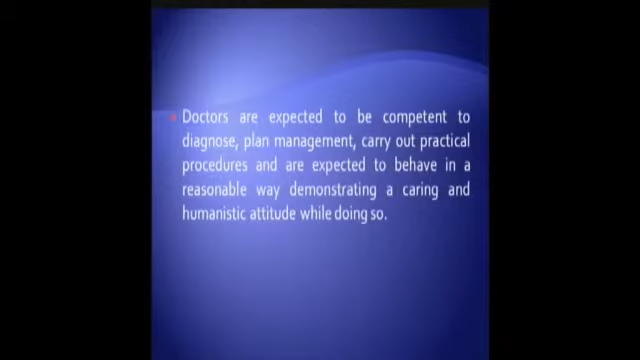 Doctors are expected to be competent to
diagnose, plan management, carry out practical
procedures and are expected to behave in a
reasonable way demonstrating a caring and
humanistic attitude while doing so.